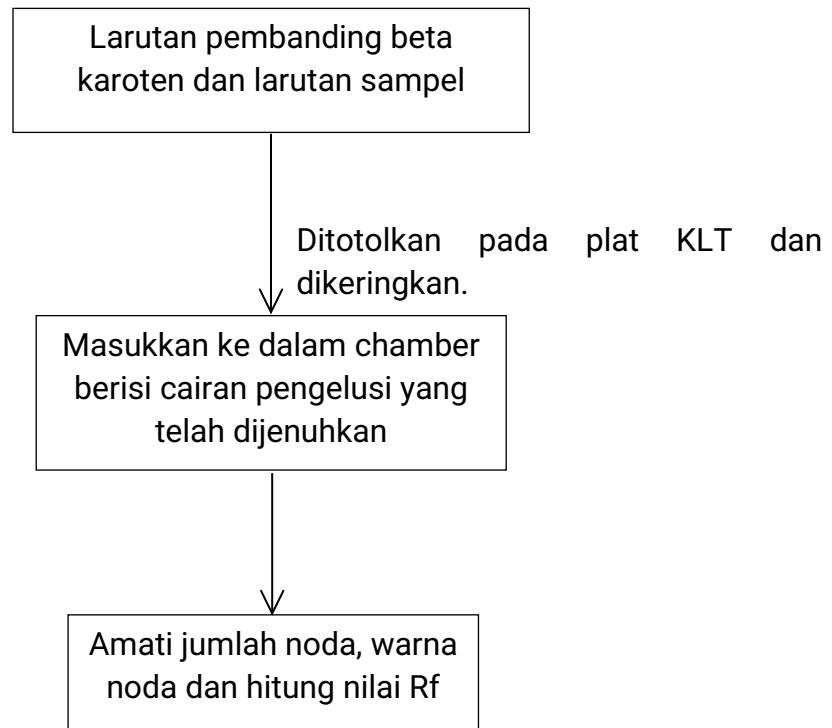 Larutan pembanding beta
karoten dan larutan sampel
Ditotolkan pada plat KLT dan
dikeringkan.
Masukkan ke dalam chamber
berisi cairan pengelusi yang
telah dijenuhkan
Amati jumlah noda, warna
noda dan hitung nilai Rf